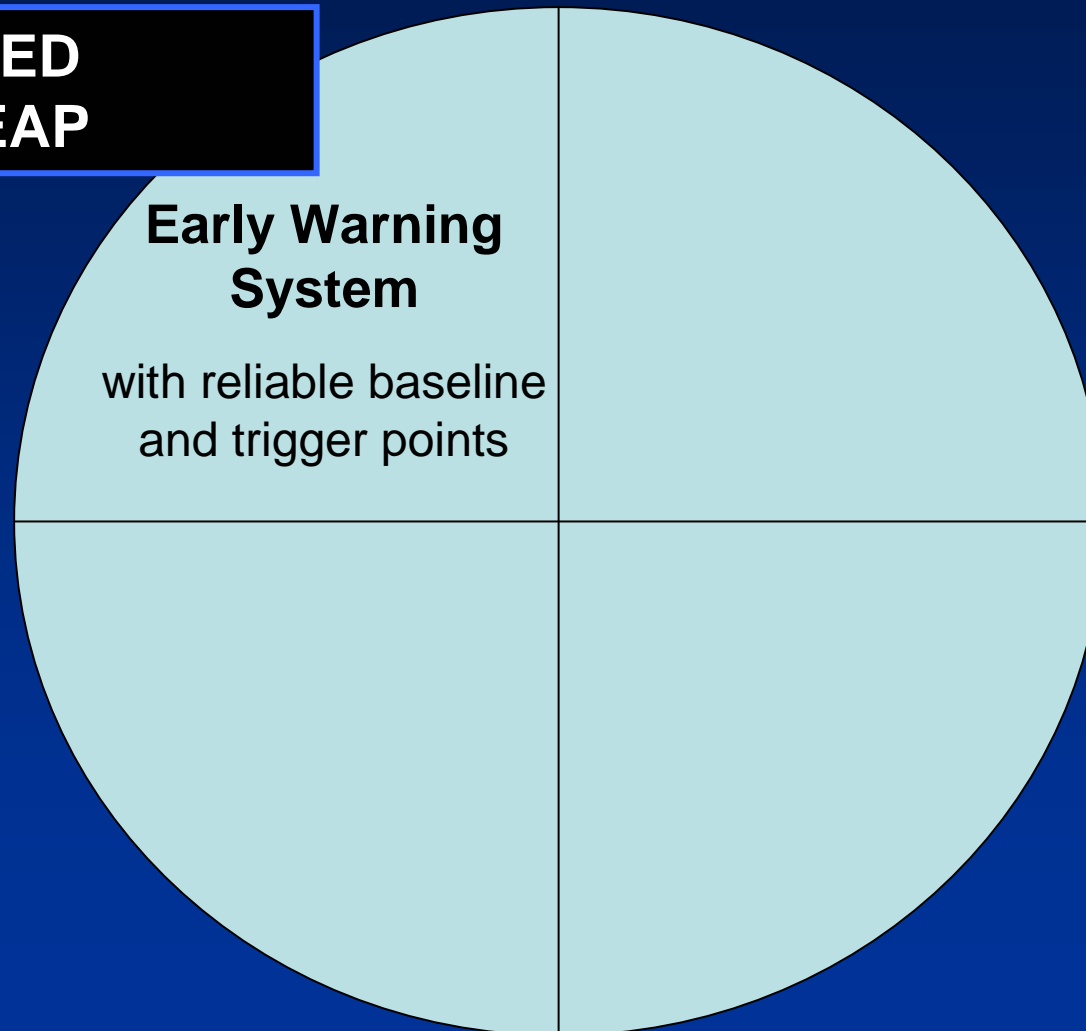 ED
EAP
Early Warning
System
with reliable baseline
and trigger points